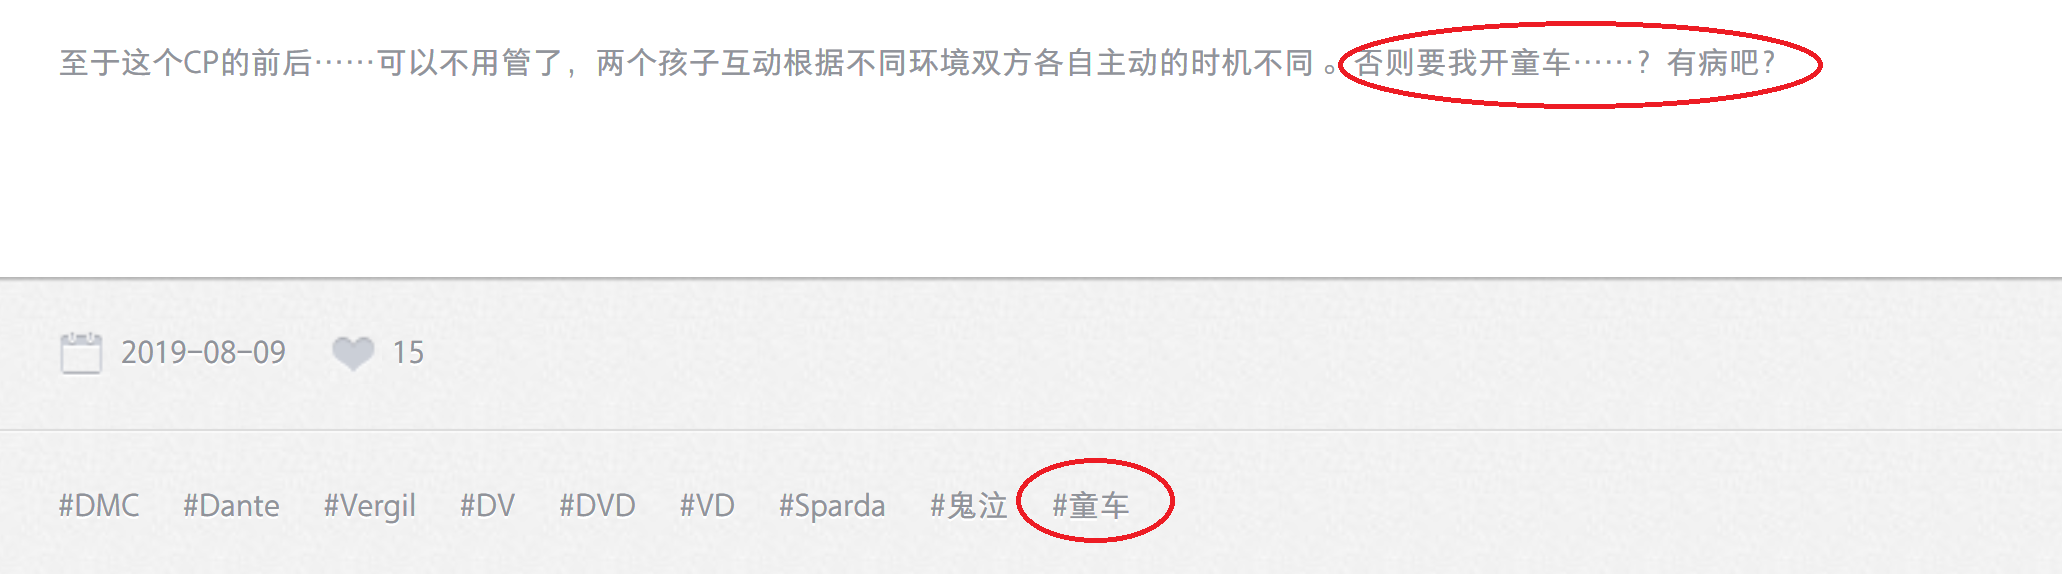 至于这个CP的前后……可以不用管了，两个孩子互动根据不同环境双方各自主动的时机不同 。否则要我开童车……？有病吧？
2019-08-09 15
#DMC #Dante #Vergil #DV #DVD #VD #Sparda #鬼泣 #童车